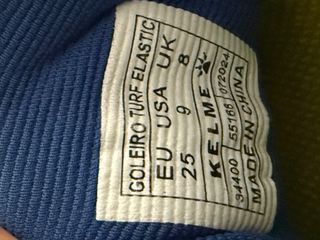 GOLEIRO TURF ELASTIC
EU USA UK
25 9 8
KELME
34400 55168 072024
MADE IN CHINA